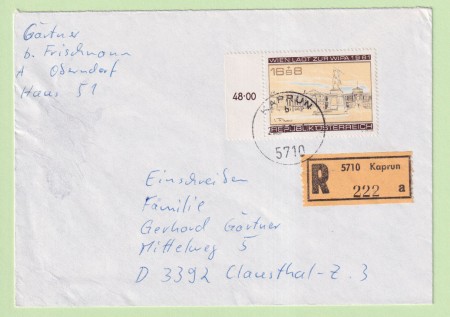 Gärtner
b. Frischmann
A Oberndorf
Haus 51
WIEN LÄDT ZUR WIPA 1981
16+8
48·00
REPUBLIK ÖSTERREICH
KAPRUN
5710
R
5710 Kaprun
222 a
Einschreiben
Familie
Gerhard Gärtner
Mittelweg 5
D 3392 Clausthal-Z. 3